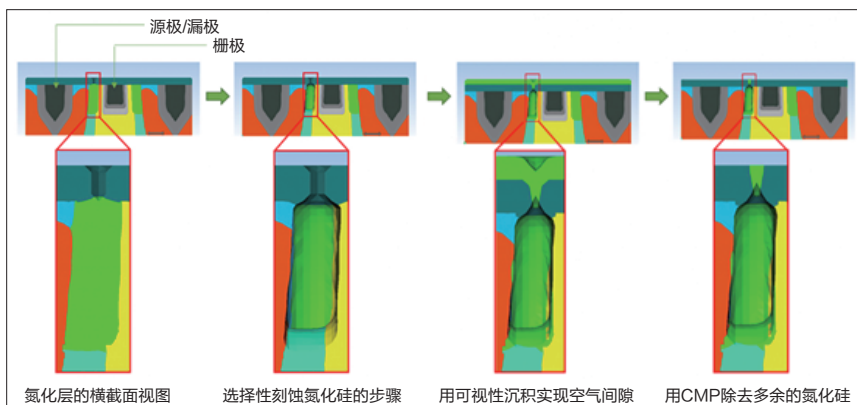 源极/漏极
栅极
氮化层的横截面视图
选择性刻蚀氮化硅的步骤
用可视性沉积实现空气间隙
用CMP除去多余的氮化硅